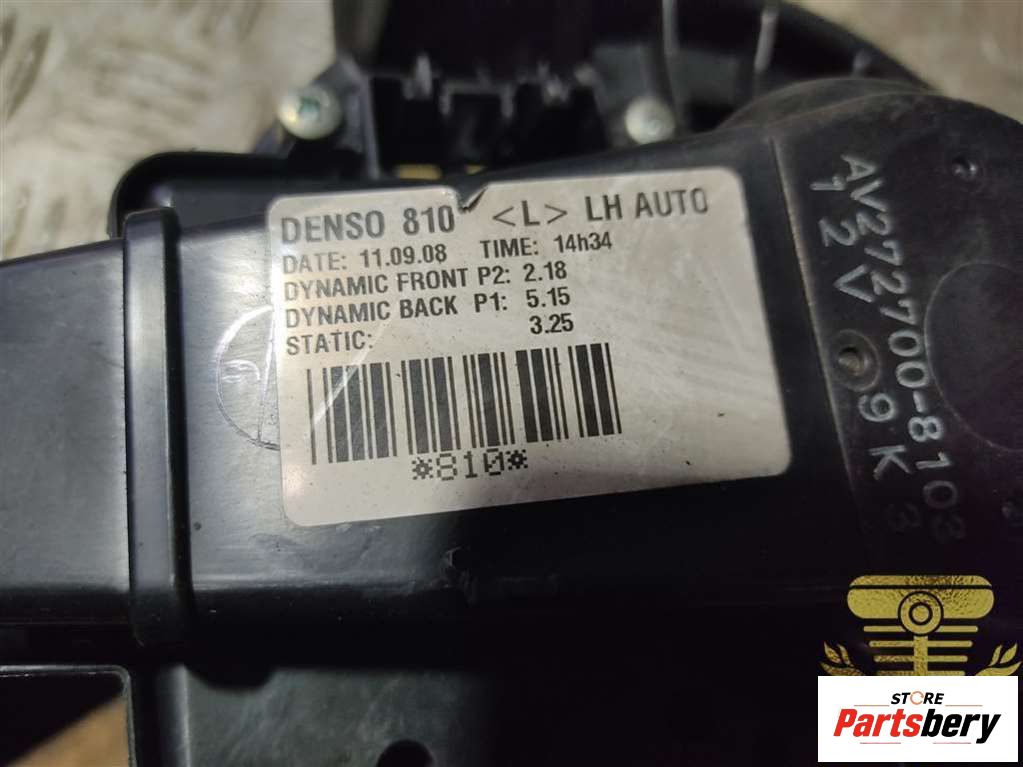 DENSO 810 <L> LH AUTO
DATE: 11.09.08 TIME: 14h34
DYNAMIC FRONT P2: 2.18
DYNAMIC BACK P1: 5.15
STATIC: 3.25
*810*
AV272700-8103
12V 9K3
G
STORE
Partsbery